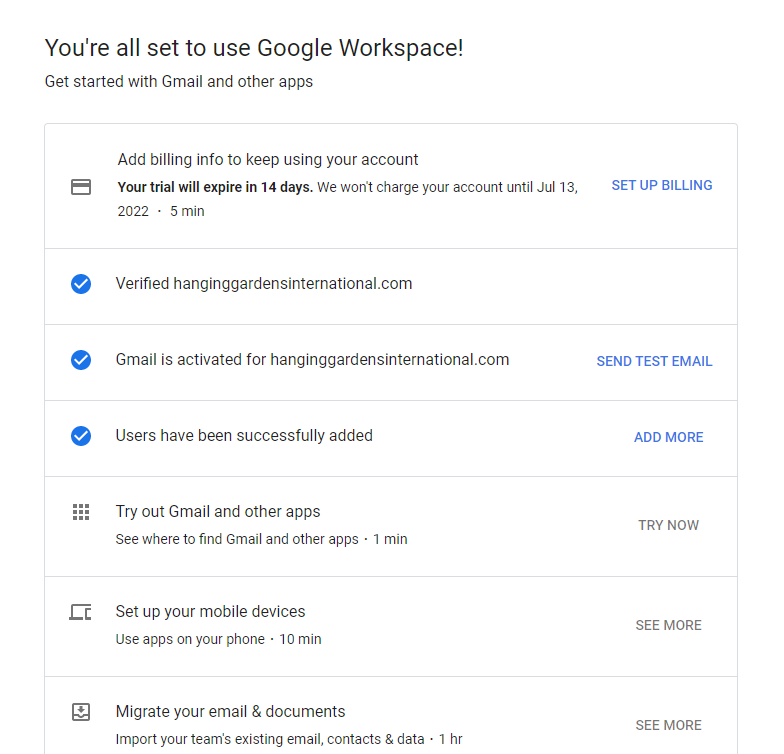 You're all set to use Google Workspace!
Get started with Gmail and other apps
Add billing info to keep using your account
Your trial will expire in 14 days. We won't charge your account until Jul 13,
2022 · 5 min
SET UP BILLING
Verified hanginggardensinternational.com
Gmail is activated for hanginggardensinternational.com
SEND TEST EMAIL
Users have been successfully added
ADD MORE
Try out Gmail and other apps
See where to find Gmail and other apps · 1 min
TRY NOW
Set up your mobile devices
Use apps on your phone · 10 min
SEE MORE
Migrate your email & documents
Import your team's existing email, contacts & data · 1 hr
SEE MORE